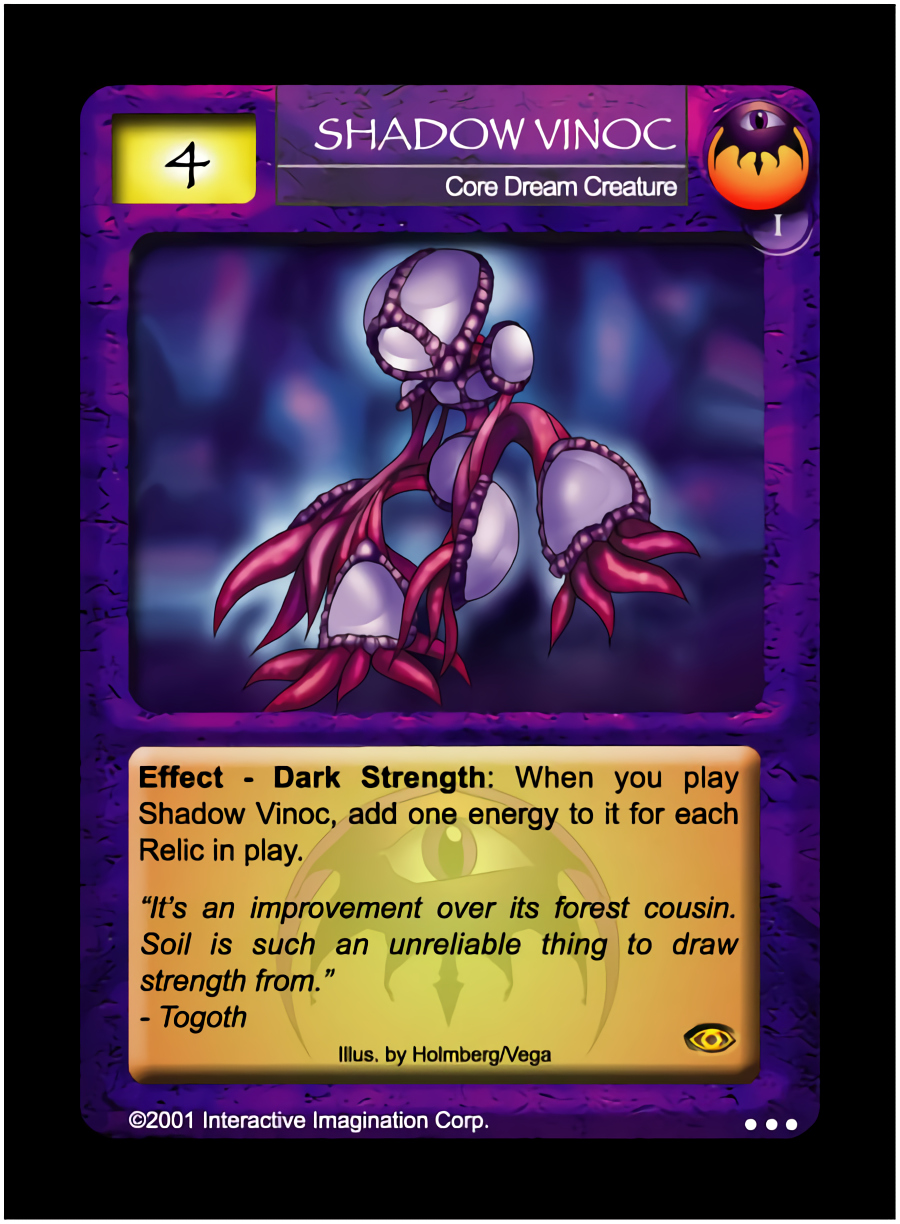 4
SHADOW VINOC
Core Dream Creature
I
Effect - Dark Strength: When you play
Shadow Vinoc, add one energy to it for each
Relic in play.
“It’s an improvement over its forest cousin.
Soil is such an unreliable thing to draw
strength from.”
- Togoth
Illus. by Holmberg/Vega
©2001 Interactive Imagination Corp.